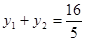 y₁ + y₂ = 16/5